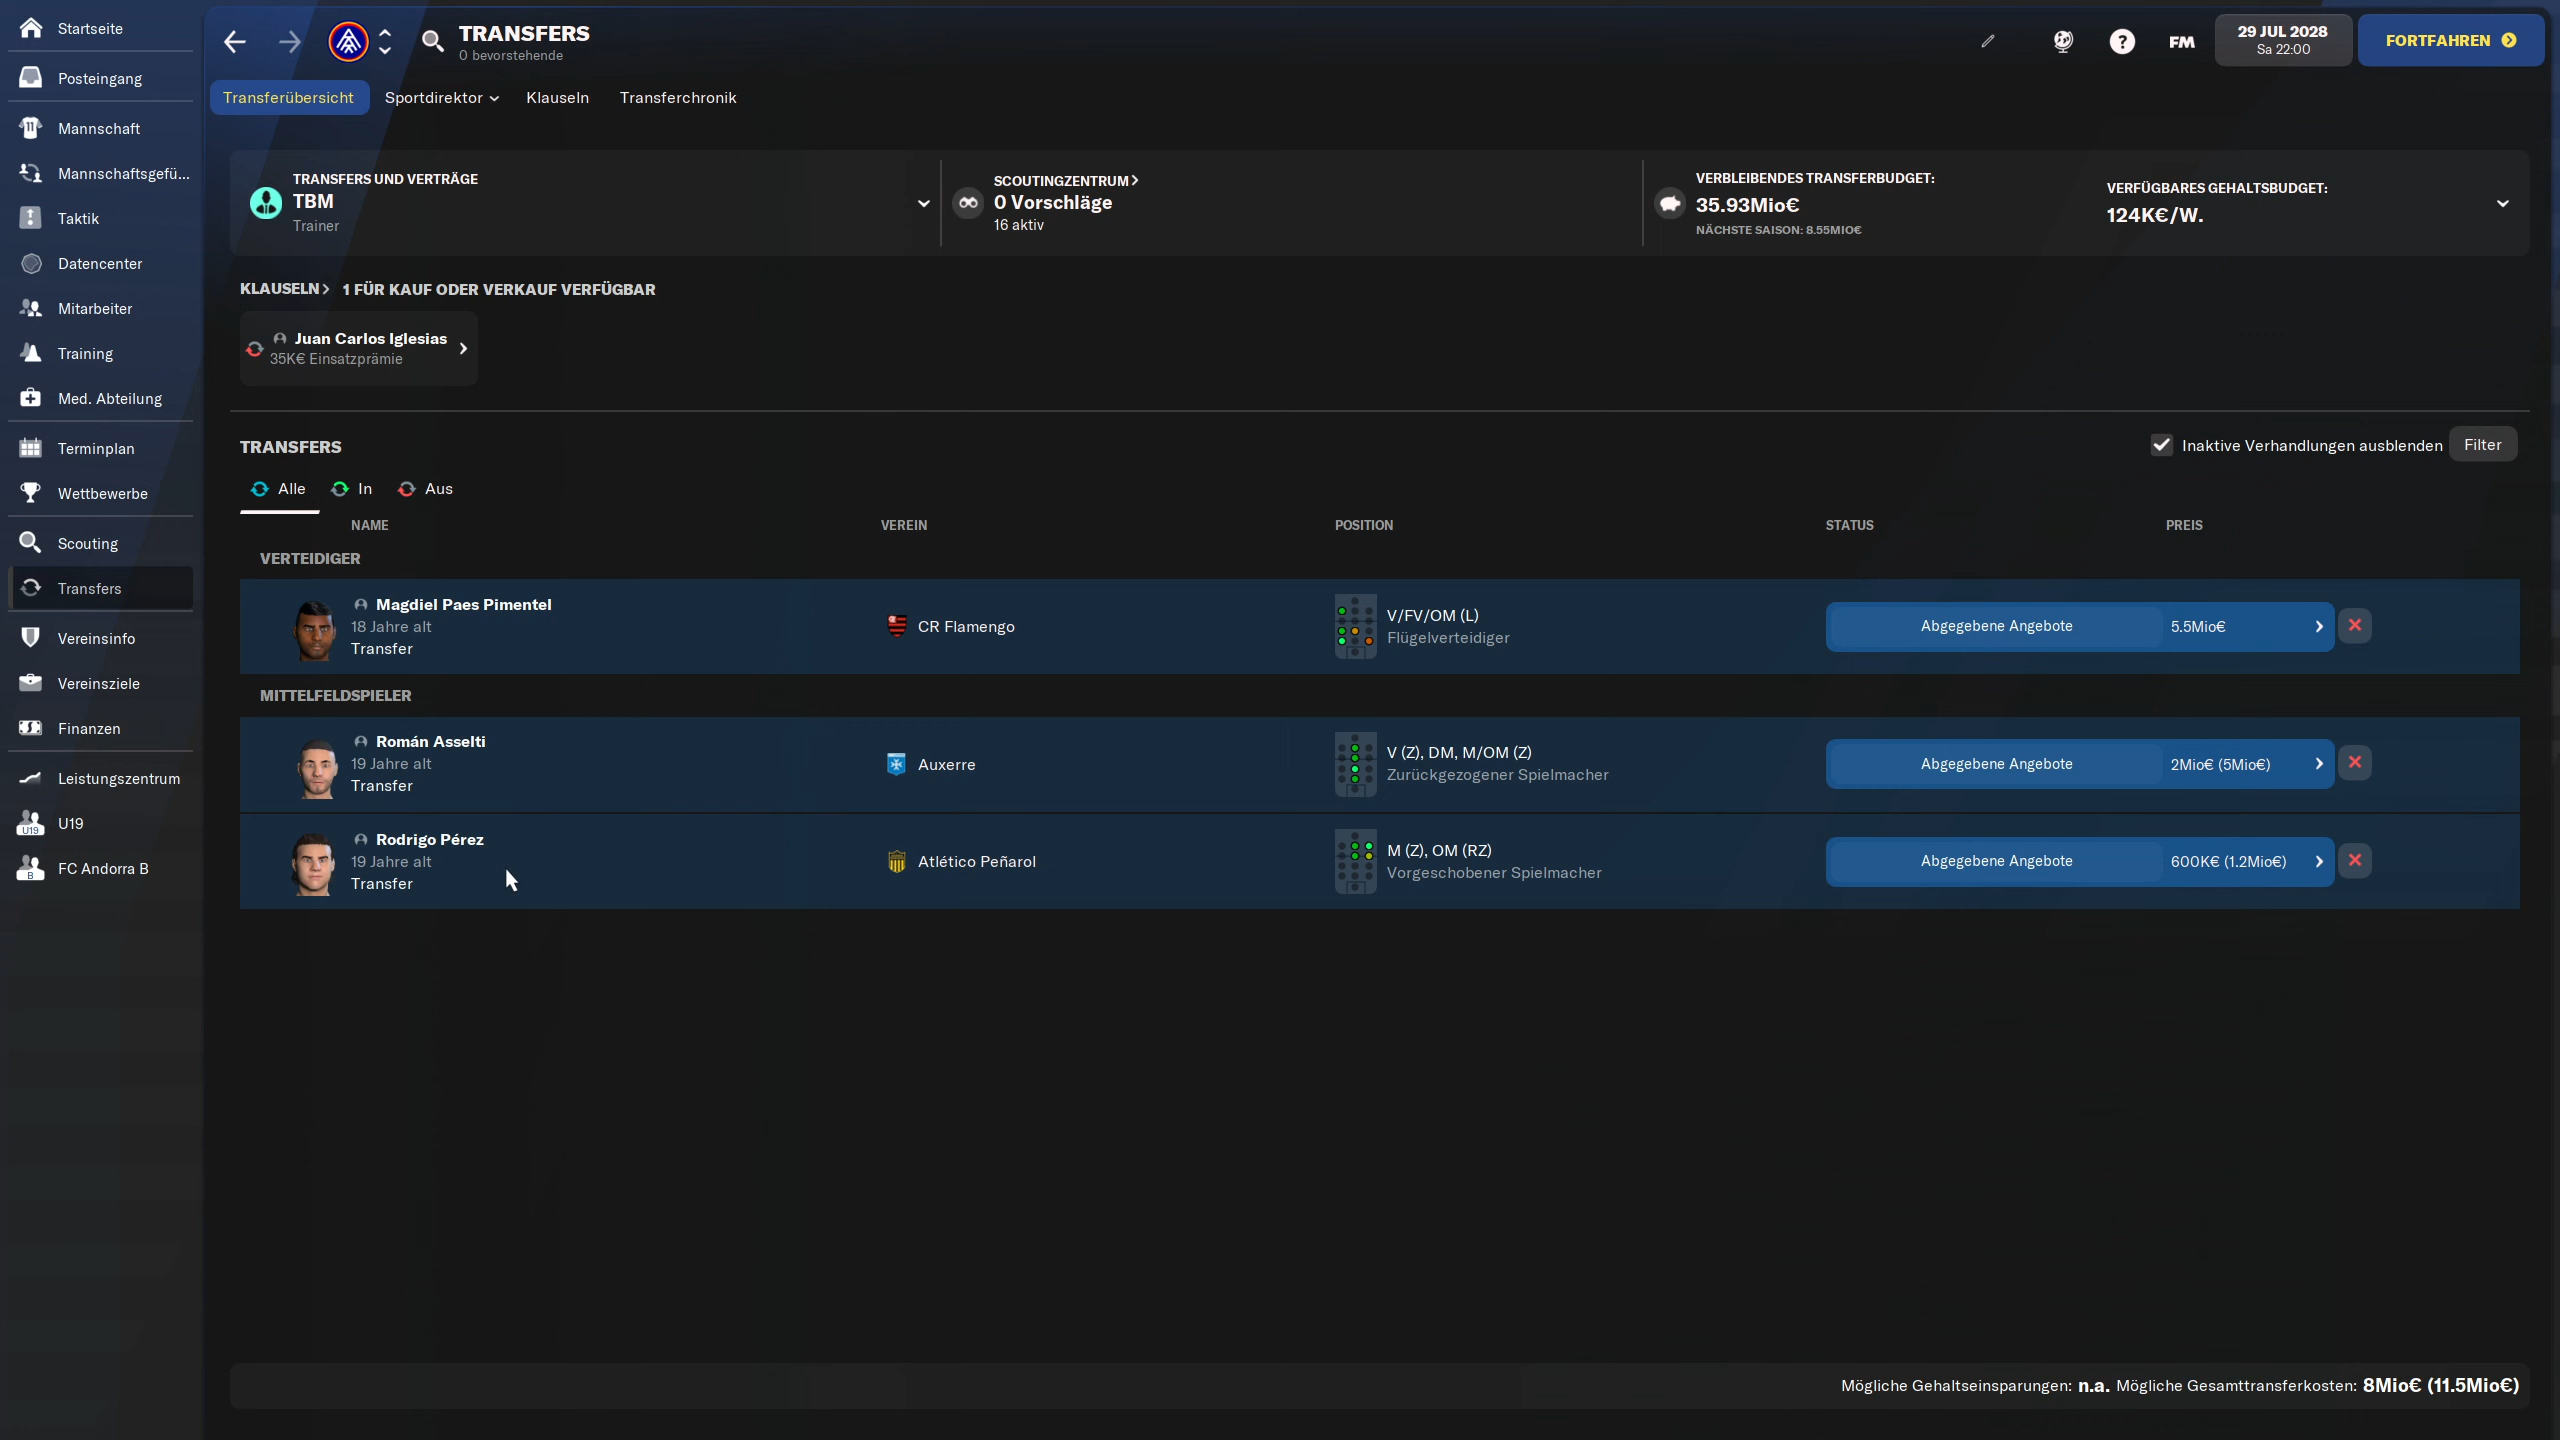 Startseite
Posteingang
Mannschaft
Mannschaftsgefü...
Taktik
Datencenter
Mitarbeiter
Training
Med. Abteilung
Terminplan
Wettbewerbe
Scouting
Transfers
Vereinsinfo
Vereinsziele
Finanzen
Leistungszentrum
U19
U19
B
FC Andorra B
TRANSFERS
0 bevorstehende
?
FM
29 JUL 2028
Sa 22:00
FORTFAHREN
Transferübersicht
Sportdirektor
Klauseln
Transferchronik
TRANSFERS UND VERTRÄGE
TBM
Trainer
SCOUTINGZENTRUM
0 Vorschläge
16 aktiv
VERBLEIBENDES TRANSFERBUDGET:
35.93Mio€
NÄCHSTE SAISON: 8.55MIO€
VERFÜGBARES GEHALTSBUDGET:
124K€/W.
KLAUSELN 1 FÜR KAUF ODER VERKAUF VERFÜGBAR
Juan Carlos Iglesias
35K€ Einsatzprämie
TRANSFERS
Inaktive Verhandlungen ausblenden
Filter
Alle
In
Aus
NAME VEREIN POSITION STATUS PREIS
VERTEIDIGER
Magdiel Paes Pimentel
18 Jahre alt
Transfer
CR Flamengo
V/FV/OM (L)
Flügelverteidiger
Abgegebene Angebote
5.5Mio€
MITTELFELDSPIELER
Román Asselti
19 Jahre alt
Transfer
Auxerre
V (Z), DM, M/OM (Z)
Zurückgezogener Spielmacher
Abgegebene Angebote
2Mio€ (5Mio€)
Rodrigo Pérez
19 Jahre alt
Transfer
Atlético Peñarol
M (Z), OM (RZ)
Vorgeschobener Spielmacher
Abgegebene Angebote
600K€ (1.2Mio€)
Mögliche Gehaltseinsparungen: n.a. Mögliche Gesamttransferkosten: 8Mio€ (11.5Mio€)